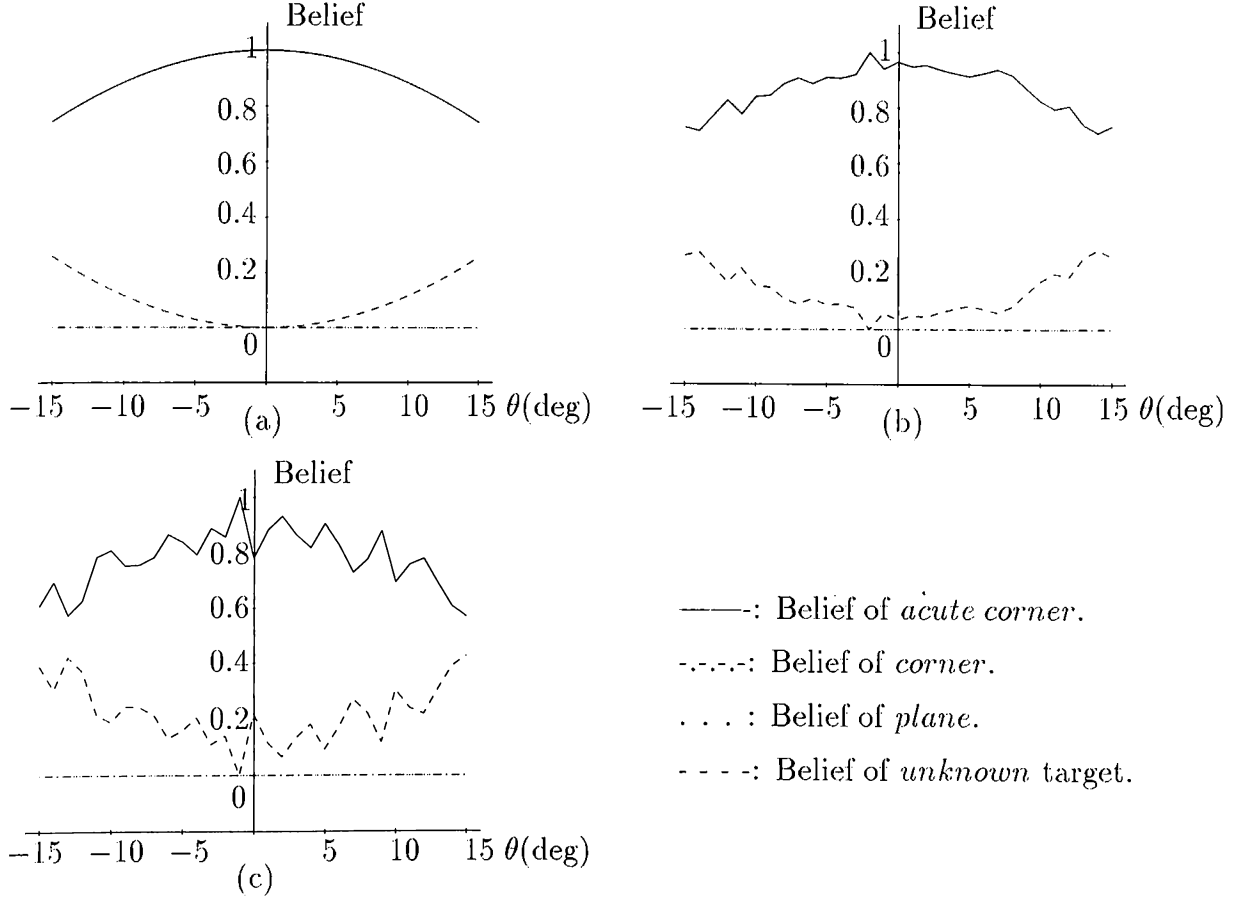 Belief
1
0.8
0.6
0.4
0.2
0
−15 −10 −5 5 10 15 θ(deg)
(a)
Belief
1
0.8
0.6
0.4
0.2
0
−15 −10 −5 5 10 15 θ(deg)
(b)
Belief
1
0.8
0.6
0.4
0.2
0
−15 −10 −5 5 10 15 θ(deg)
(c)
———-: Belief of acute corner.
-.-.-.-: Belief of corner.
. . . : Belief of plane.
- - - -: Belief of unknown target.